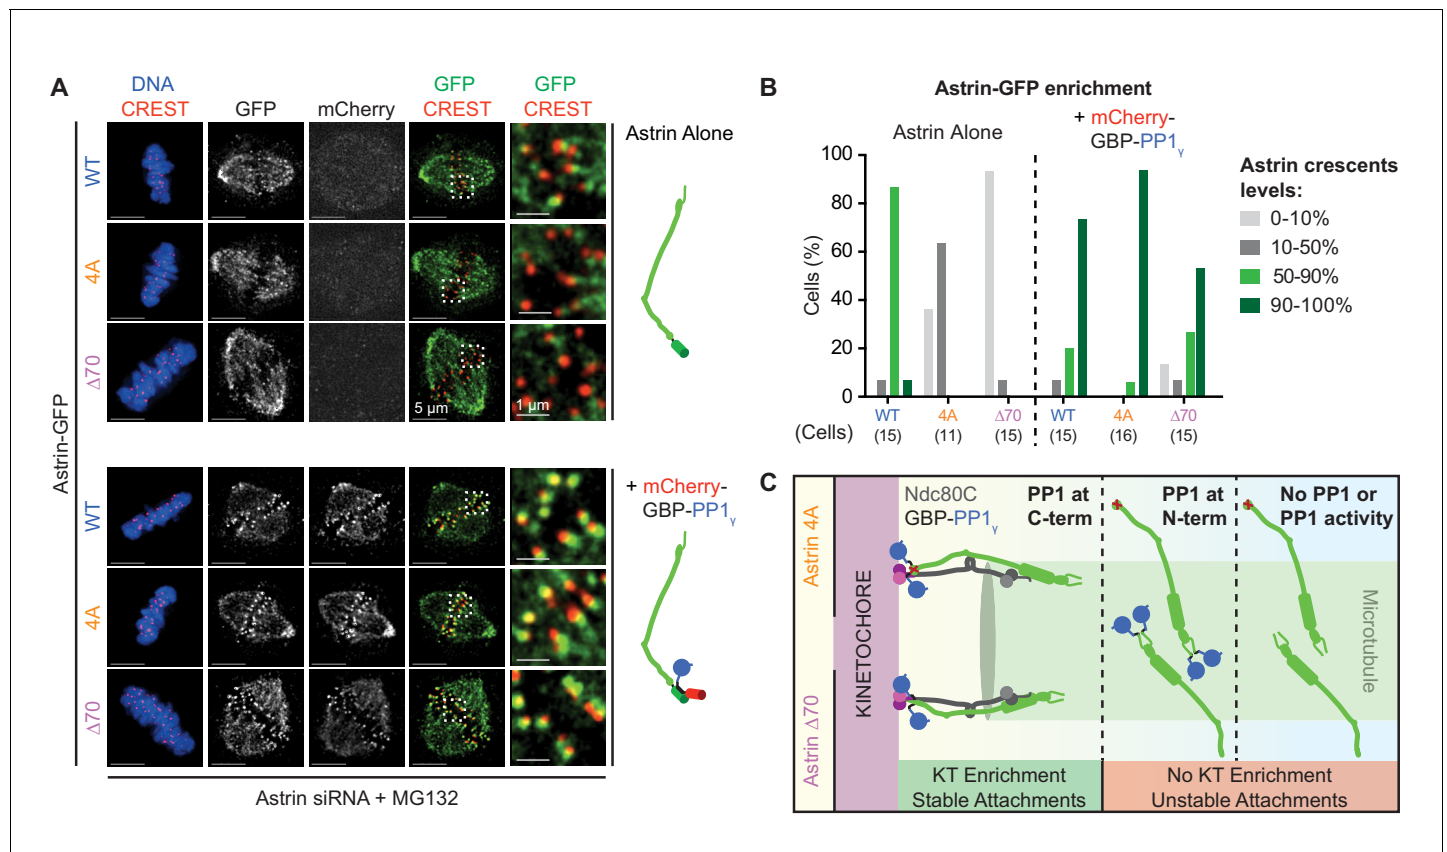 A
DNA
CREST
GFP
mCherry
GFP
CREST
GFP
CREST
Astrin-GFP
WT
4A
Δ70
5 μm
1 μm
Astrin Alone
WT
4A
Δ70
+ mCherry-
GBP-PP1γ
Astrin siRNA + MG132
B
Astrin-GFP enrichment
Astrin Alone
+ mCherry-
GBP-PP1γ
Cells (%)
100
80
60
40
20
0
WT 4A Δ70 WT 4A Δ70
(Cells) (15) (11) (15) (15) (16) (15)
Astrin crescents
levels:
0-10%
10-50%
50-90%
90-100%
C
Astrin 4A
Astrin Δ70
KINETOCHORE
Ndc80C
GBP-PP1γ
PP1 at
C-term
PP1 at
N-term
No PP1 or
PP1 activity
Microtubule
KT Enrichment
Stable Attachments
No KT Enrichment
Unstable Attachments